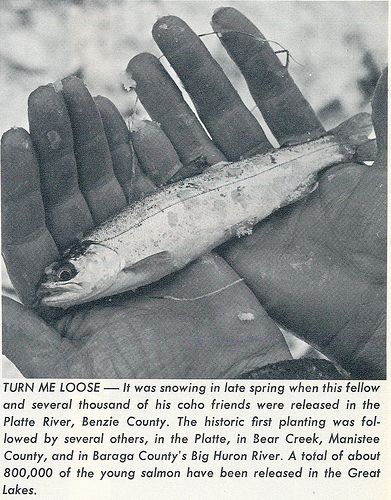 TURN ME LOOSE — It was snowing in late spring when this fellow
and several thousand of his coho friends were released in the
Platte River, Benzie County. The historic first planting was fol-
lowed by several others, in the Platte, in Bear Creek, Manistee
County, and in Baraga County's Big Huron River. A total of about
800,000 of the young salmon have been released in the Great
Lakes.